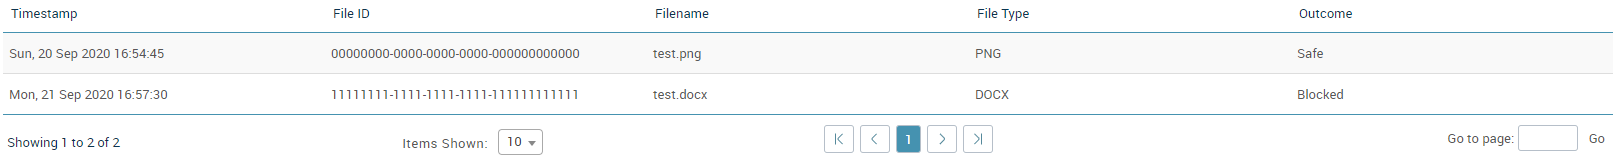 Timestamp File ID Filename File Type Outcome
Sun, 20 Sep 2020 16:54:45 00000000-0000-0000-0000-000000000000 test.png PNG Safe
Mon, 21 Sep 2020 16:57:30 11111111-1111-1111-1111-111111111111 test.docx DOCX Blocked
Showing 1 to 2 of 2 Items Shown: 10 1 Go to page: Go